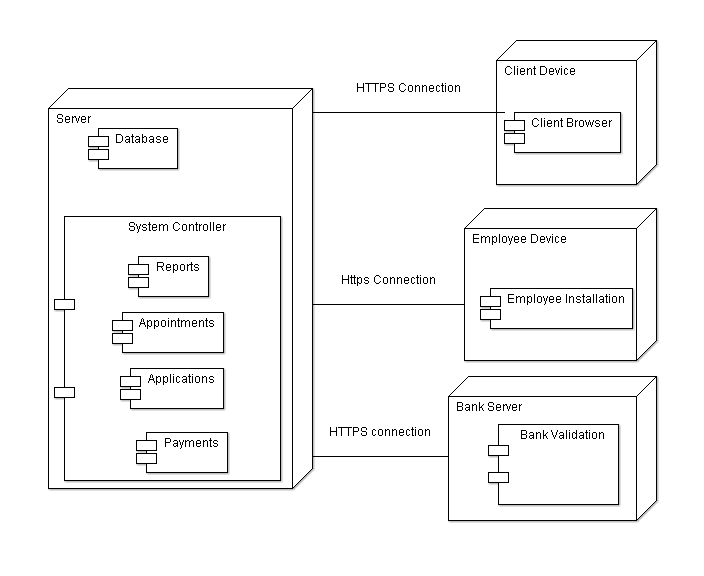 Client Device
HTTPS Connection
Client Browser
Server
Database
System Controller
Reports
Appointments
Applications
Payments
Employee Device
Https Connection
Employee Installation
Bank Server
HTTPS connection
Bank Validation